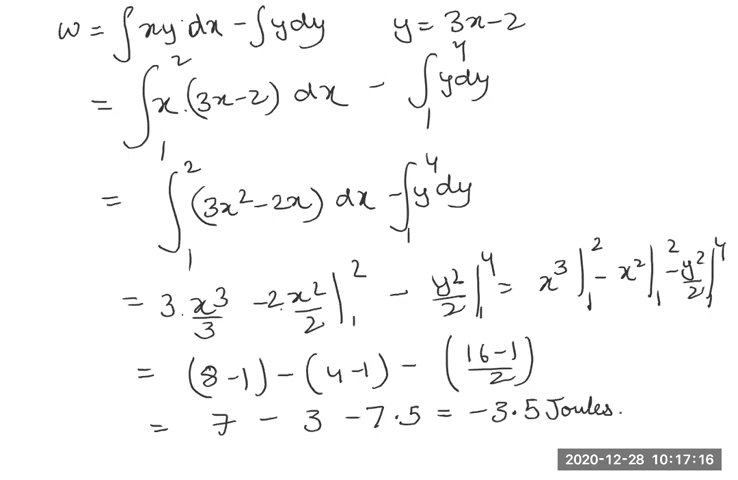 w = ∫xy dx − ∫y dy    y = 3x − 2
= ∫₁² x.(3x−2) dx − ∫₁⁴ y dy
= ∫₁² (3x² − 2x) dx − ∫₁⁴ y dy
= 3.x³/3 − 2.x²/2 |₁² − y²/2 |₁⁴ = x³|₁² − x²|₁² − y²/2|₁⁴
= (8−1) − (4−1) − (16−1/2)
= 7 − 3 − 7.5 = −3.5 Joules.
2020-12-28 10:17:16